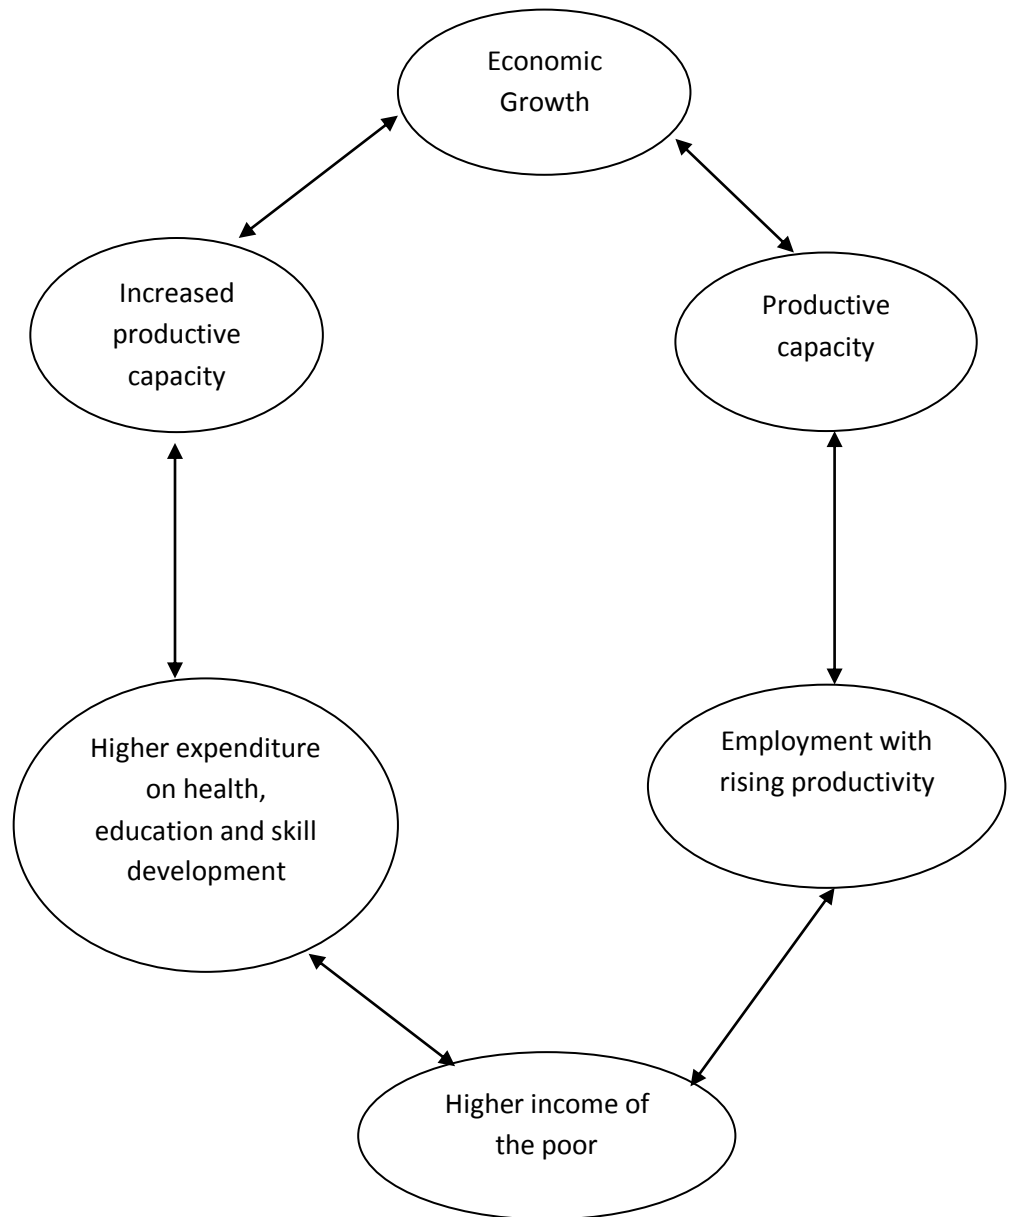 Economic
Growth
Increased
productive
capacity
Productive
capacity
Higher expenditure
on health,
education and skill
development
Employment with
rising productivity
Higher income of
the poor